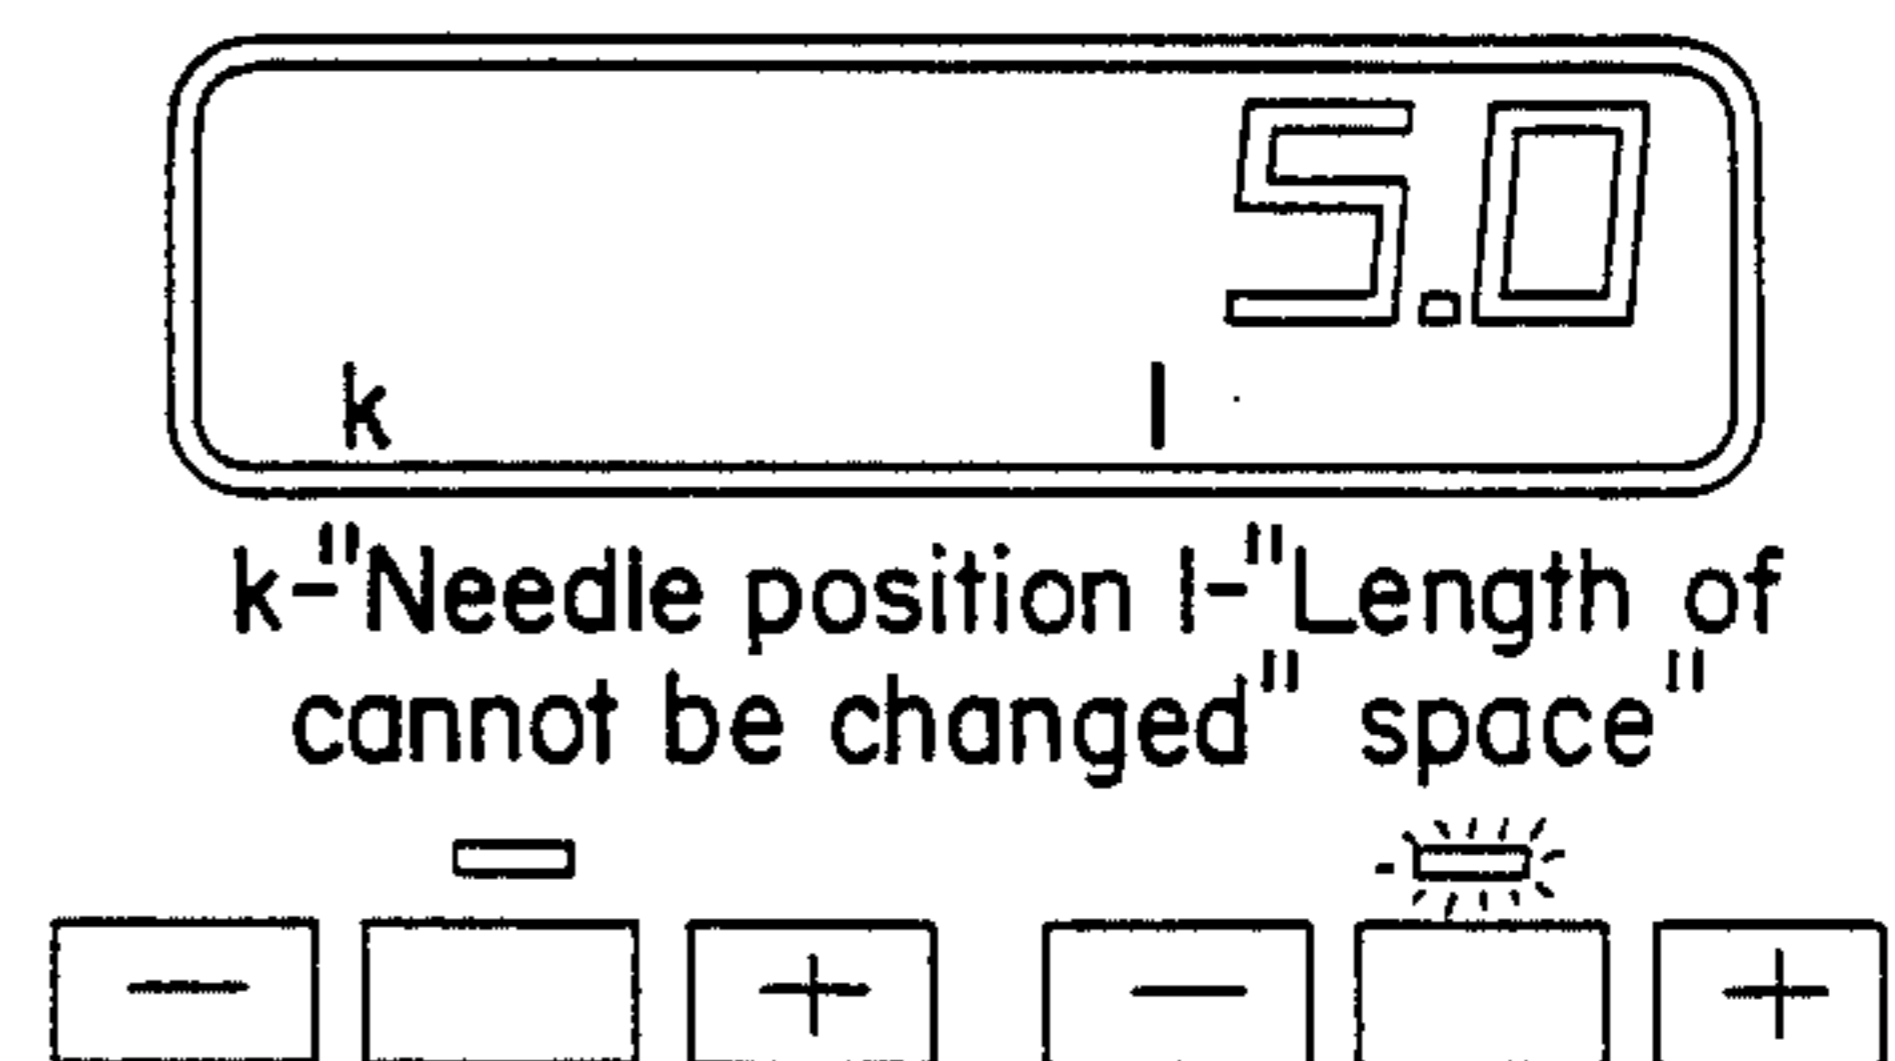 5.0
k l
k-"Needle position l-"Length of
cannot be changed" space"
— + — +